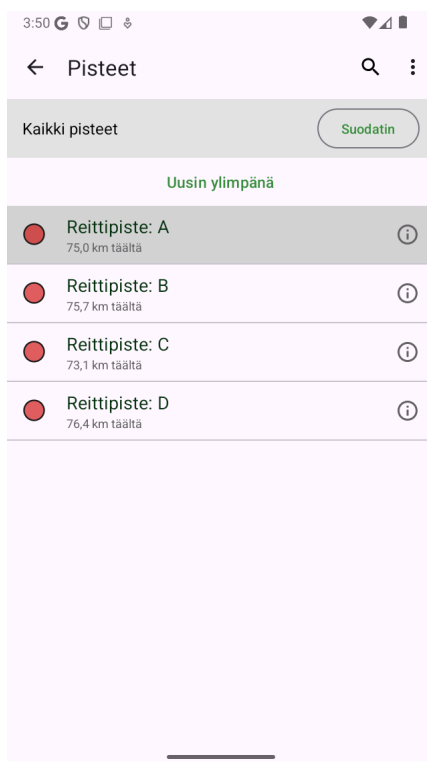 3:50
Pisteet
Kaikki pisteet
Suodatin
Uusin ylimpänä
Reittipiste: A
75,0 km täältä
Reittipiste: B
75,7 km täältä
Reittipiste: C
73,1 km täältä
Reittipiste: D
76,4 km täältä